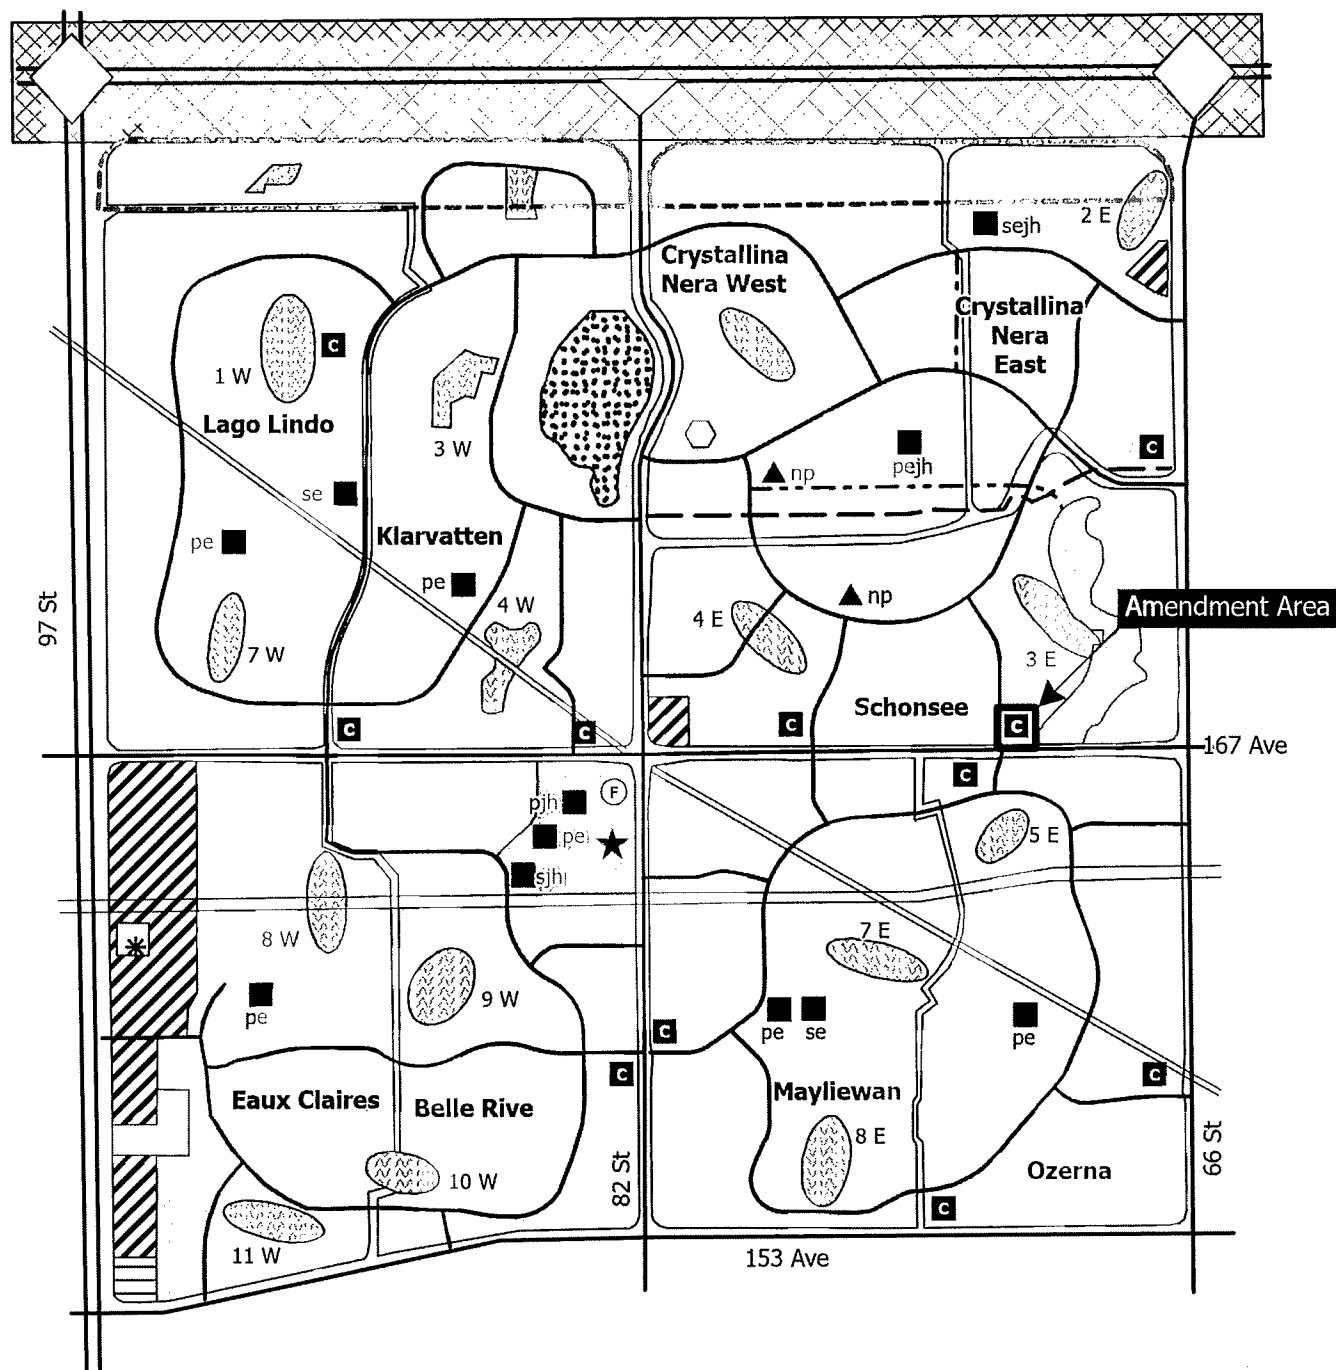 2 E
sejh
Crystallina
Nera West
Crystallina
Nera
East
C
1 W
Lago Lindo
3 W
C
np
pejh
se
pe
Klarvatten
pe
4 W
np
97 St
7 W
4 E
Amendment Area
3 E
Schonsee
C
C
C
C
167 Ave
C
pjh
F
pe
sjh
5 E
8 W
7 E
pe
9 W
pe
se
pe
C
C
C
Eaux Claires
Belle Rive
Mayliewan
8 E
66 St
82 St
10 W
Ozerna
C
11 W
153 Ave